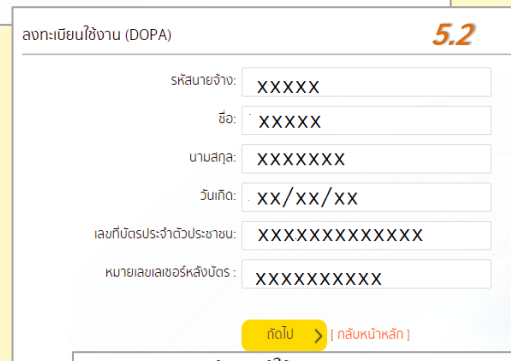 ลงทะเบียนใช้งาน (DOPA) 5.2
รหัสนายจ้าง: xxxxx
ชื่อ: xxxxx
นามสกุล: xxxxxxx
วันเกิด: xx/xx/xx
เลขที่บัตรประจำตัวประชาชน: xxxxxxxxxxxxx
หมายเลขเลเซอร์หลังบัตร : xxxxxxxxxx
ถัดไป > [ กลับหน้าหลัก ]